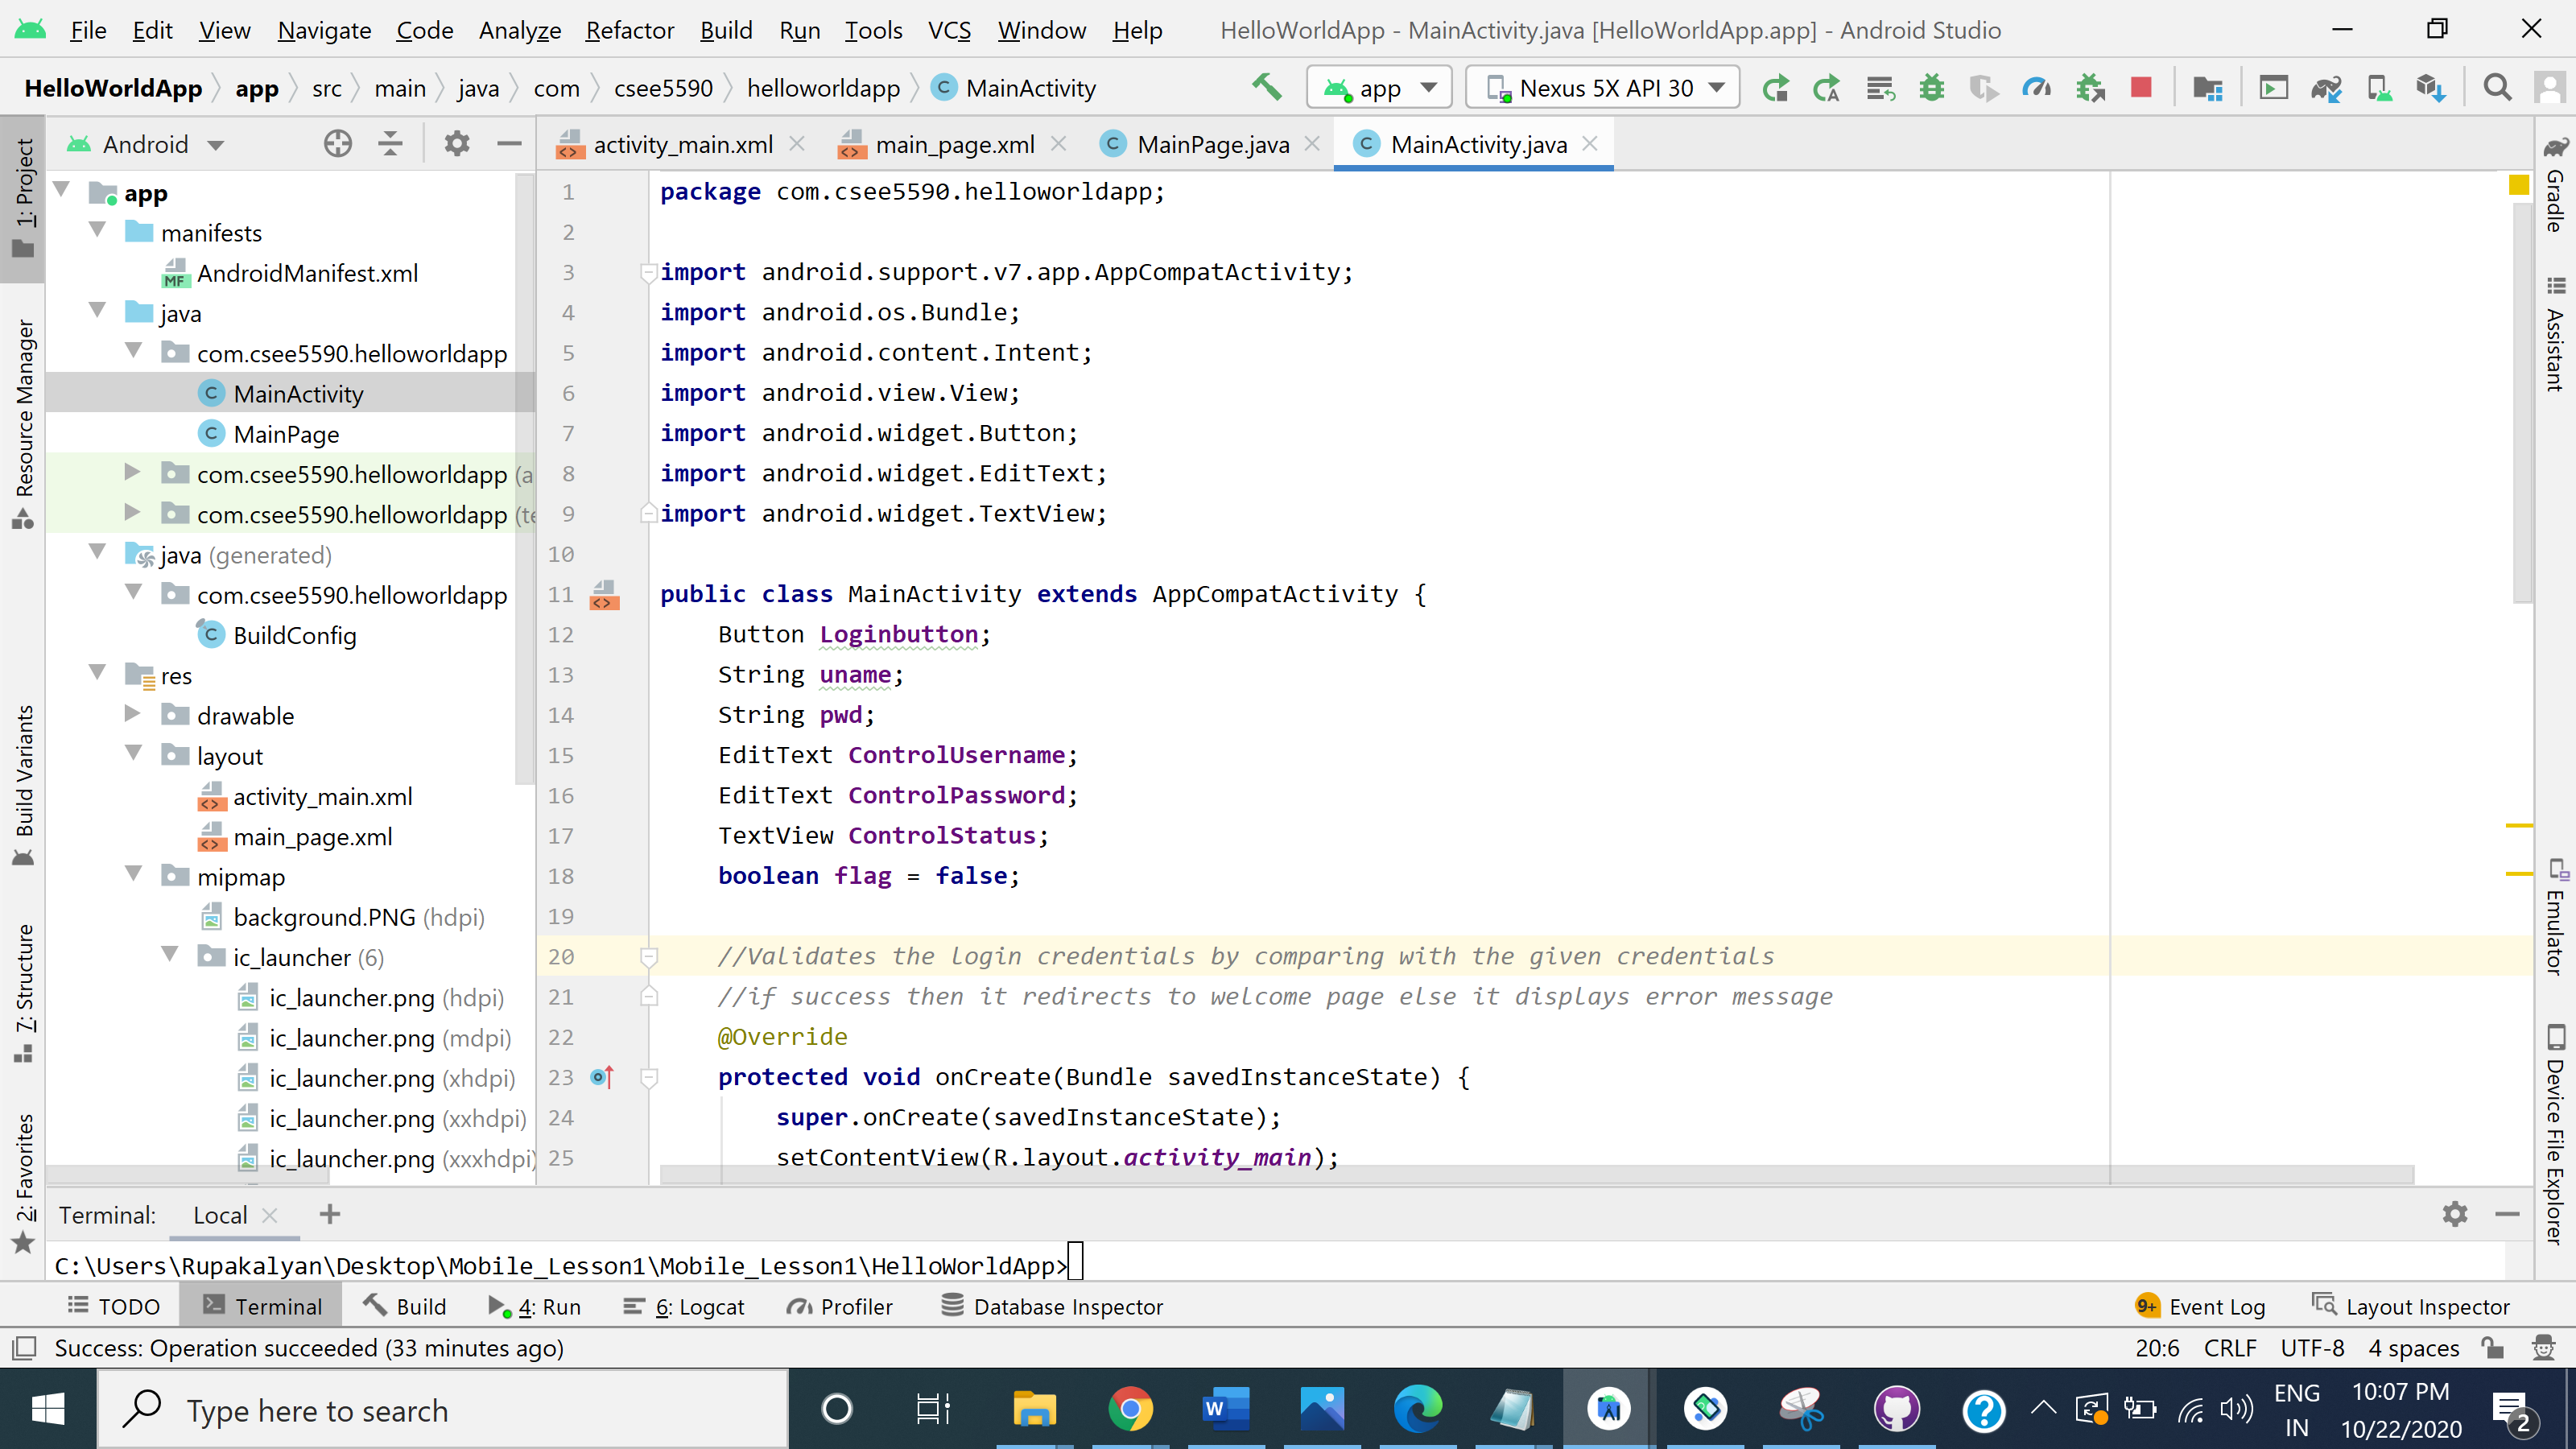 File Edit View Navigate Code Analyze Refactor Build Run Tools VCS Window Help HelloWorldApp - MainActivity.java [HelloWorldApp.app] - Android Studio
HelloWorldApp app src main java com csee5590 helloworldapp MainActivity app Nexus 5X API 30
1: Project
Resource Manager
Build Variants
7: Structure
2: Favorites
Android
app
manifests
AndroidManifest.xml
java
com.csee5590.helloworldapp
MainActivity
MainPage
com.csee5590.helloworldapp (a
com.csee5590.helloworldapp (te
java (generated)
com.csee5590.helloworldapp
BuildConfig
res
drawable
layout
activity_main.xml
main_page.xml
mipmap
background.PNG (hdpi)
ic_launcher (6)
ic_launcher.png (hdpi)
ic_launcher.png (mdpi)
ic_launcher.png (xhdpi)
ic_launcher.png (xxhdpi)
ic_launcher.png (xxxhdpi)
activity_main.xml main_page.xml MainPage.java MainActivity.java
1 package com.csee5590.helloworldapp;
2
3 import android.support.v7.app.AppCompatActivity;
4 import android.os.Bundle;
5 import android.content.Intent;
6 import android.view.View;
7 import android.widget.Button;
8 import android.widget.EditText;
9 import android.widget.TextView;
10
11 public class MainActivity extends AppCompatActivity {
12 Button Loginbutton;
13 String uname;
14 String pwd;
15 EditText ControlUsername;
16 EditText ControlPassword;
17 TextView ControlStatus;
18 boolean flag = false;
19
20 //Validates the login credentials by comparing with the given credentials
21 //if success then it redirects to welcome page else it displays error message
22 @Override
23 protected void onCreate(Bundle savedInstanceState) {
24 super.onCreate(savedInstanceState);
25 setContentView(R.layout.activity_main);
Gradle
Assistant
Emulator
Device File Explorer
Terminal: Local
C:\Users\Rupakalyan\Desktop\Mobile_Lesson1\Mobile_Lesson1\HelloWorldApp>
TODO Terminal Build 4: Run 6: Logcat Profiler Database Inspector 9+ Event Log Layout Inspector
Success: Operation succeeded (33 minutes ago) 20:6 CRLF UTF-8 4 spaces
Type here to search
ENG
IN
10:07 PM
10/22/2020
2